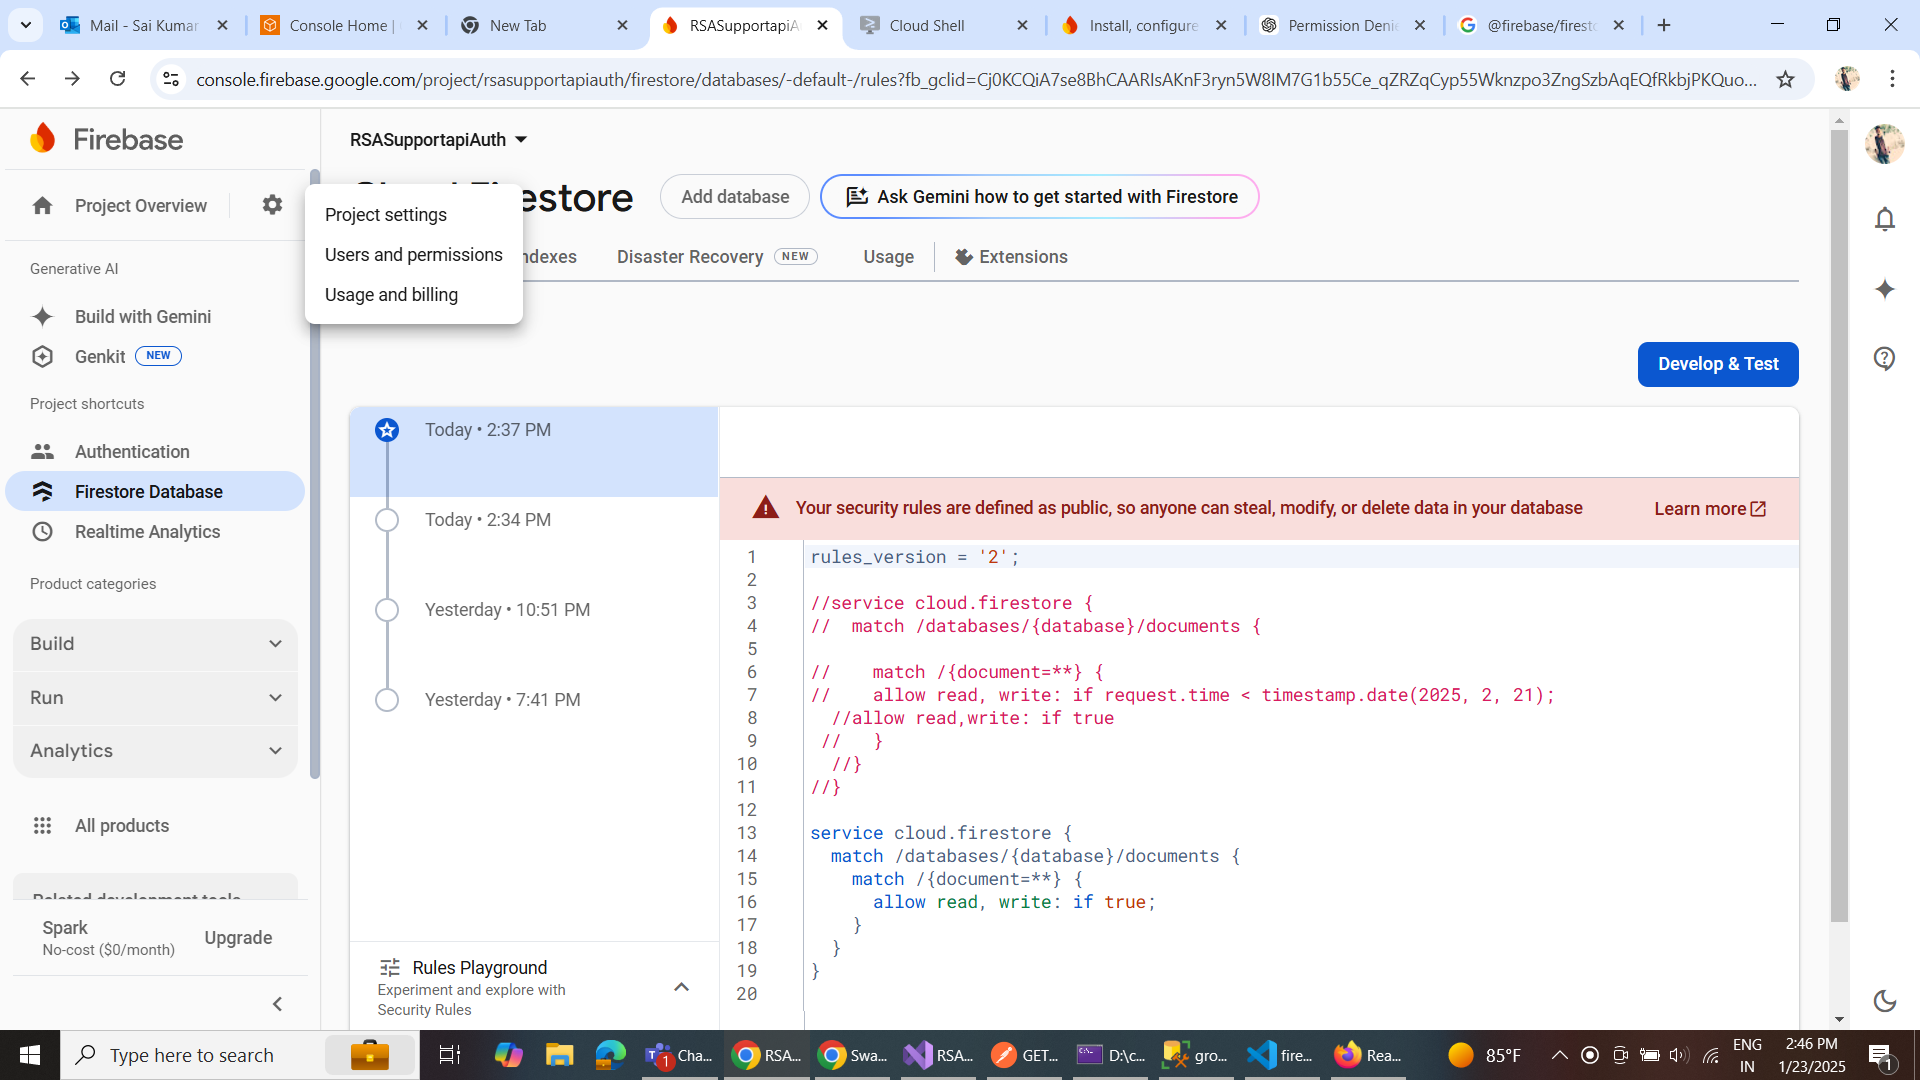 Mail - Sai Kumar
Console Home |
New Tab
RSASupportapiA
Cloud Shell
Install, configure
Permission Denie
@firebase/firesto
console.firebase.google.com/project/rsasupportapiauth/firestore/databases/-default-/rules?fb_gclid=Cj0KCQiA7se8BhCAARIsAKnF3ryn5W8IM7G1b55Ce_qZRZqCyp55Wknzpo3ZngSzbAqEQfRkbjPKQuo...
Firebase
RSASupportapiAuth
Project Overview
Project settings
Users and permissions
Usage and billing
Add database
Ask Gemini how to get started with Firestore
Disaster Recovery NEW
Usage
Extensions
Generative AI
Build with Gemini
Genkit NEW
Project shortcuts
Authentication
Firestore Database
Realtime Analytics
Product categories
Build
Run
Analytics
All products
Related development tools
Spark
No-cost ($0/month)
Upgrade
Develop & Test
Today • 2:37 PM
Today • 2:34 PM
Yesterday • 10:51 PM
Yesterday • 7:41 PM
Rules Playground
Experiment and explore with
Security Rules
Your security rules are defined as public, so anyone can steal, modify, or delete data in your database
Learn more
1 rules_version = '2';
2
3 //service cloud.firestore {
4 //  match /databases/{database}/documents {
5
6 //    match /{document=**} {
7 //    allow read, write: if request.time < timestamp.date(2025, 2, 21);
8   //allow read,write: if true
9  //   }
10   //}
11 //}
12
13 service cloud.firestore {
14   match /databases/{database}/documents {
15     match /{document=**} {
16       allow read, write: if true;
17     }
18   }
19 }
20
Type here to search
1
Cha...
RSA...
Swa...
RSA...
GET...
D:\c...
gro...
fire...
Rea...
85°F
ENG
IN
2:46 PM
1/23/2025
1